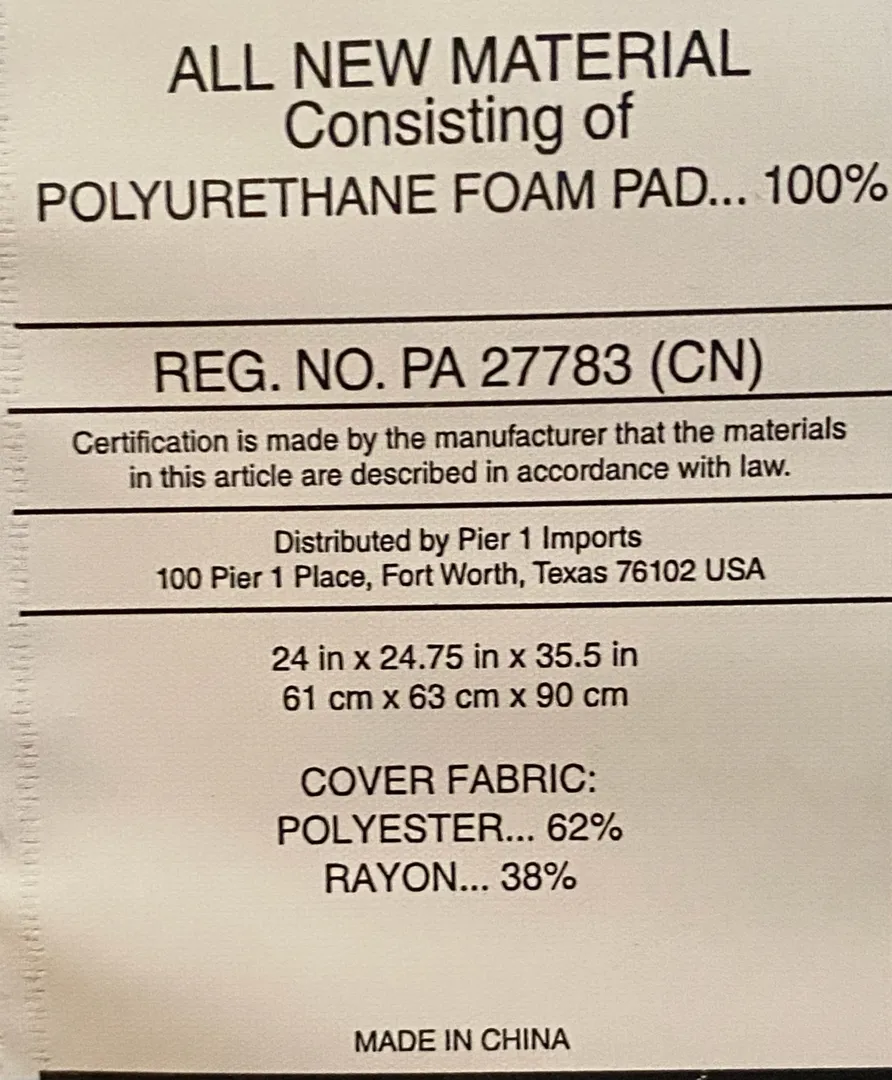 ALL NEW MATERIAL
Consisting of
POLYURETHANE FOAM PAD... 100%
REG. NO. PA 27783 (CN)
Certification is made by the manufacturer that the materials
in this article are described in accordance with law.
Distributed by Pier 1 Imports
100 Pier 1 Place, Fort Worth, Texas 76102 USA
24 in x 24.75 in x 35.5 in
61 cm x 63 cm x 90 cm
COVER FABRIC:
POLYESTER... 62%
RAYON... 38%
MADE IN CHINA